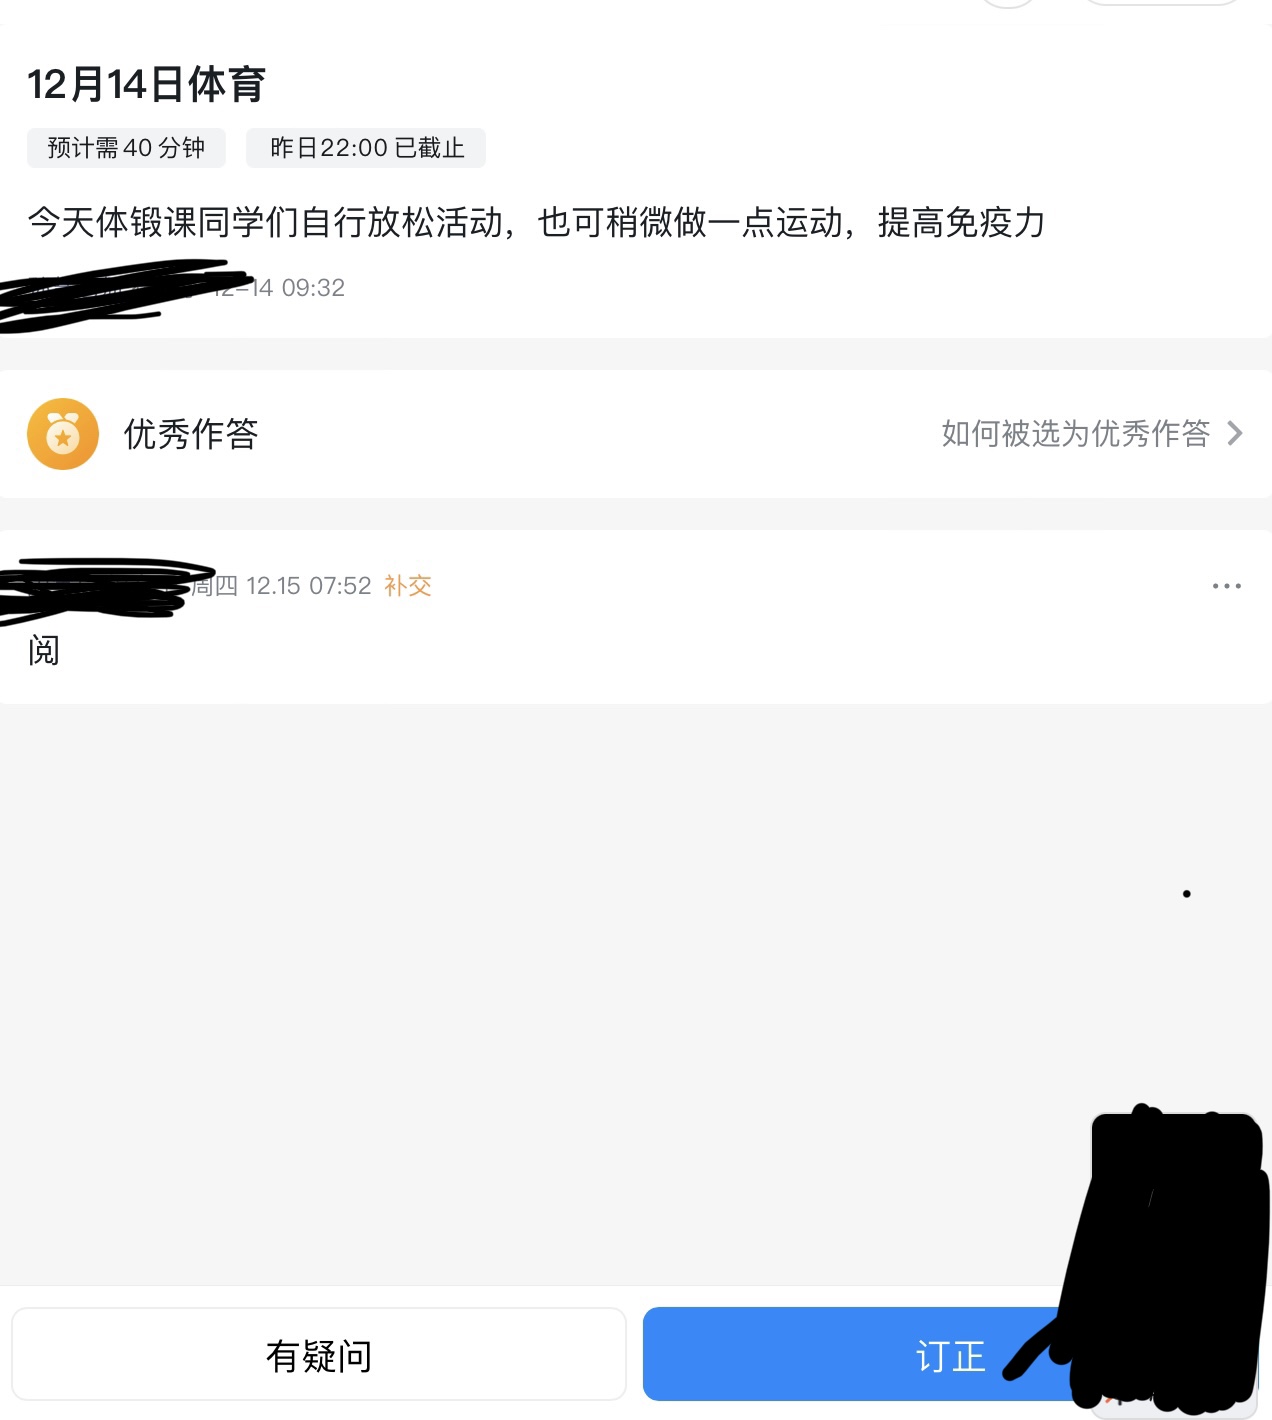 12月14日体育
预计需40分钟 昨日22:00 已截止
今天体锻课同学们自行放松活动，也可稍微做一点运动，提高免疫力
12-14 09:32
优秀作答 如何被选为优秀作答
周四 12.15 07:52 补交
阅
有疑问 订正